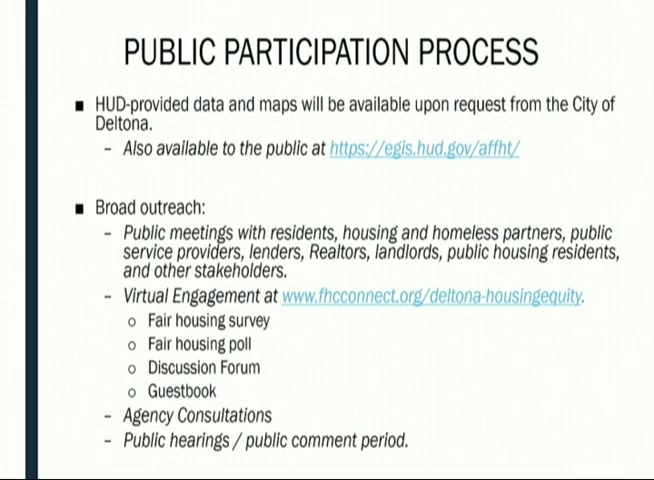 PUBLIC PARTICIPATION PROCESS
■ HUD-provided data and maps will be available upon request from the City of
Deltona.
– Also available to the public at https://egis.hud.gov/affht/
■ Broad outreach:
– Public meetings with residents, housing and homeless partners, public
service providers, lenders, Realtors, landlords, public housing residents,
and other stakeholders.
– Virtual Engagement at www.fhcconnect.org/deltona-housingequity.
o Fair housing survey
o Fair housing poll
o Discussion Forum
o Guestbook
– Agency Consultations
– Public hearings / public comment period.